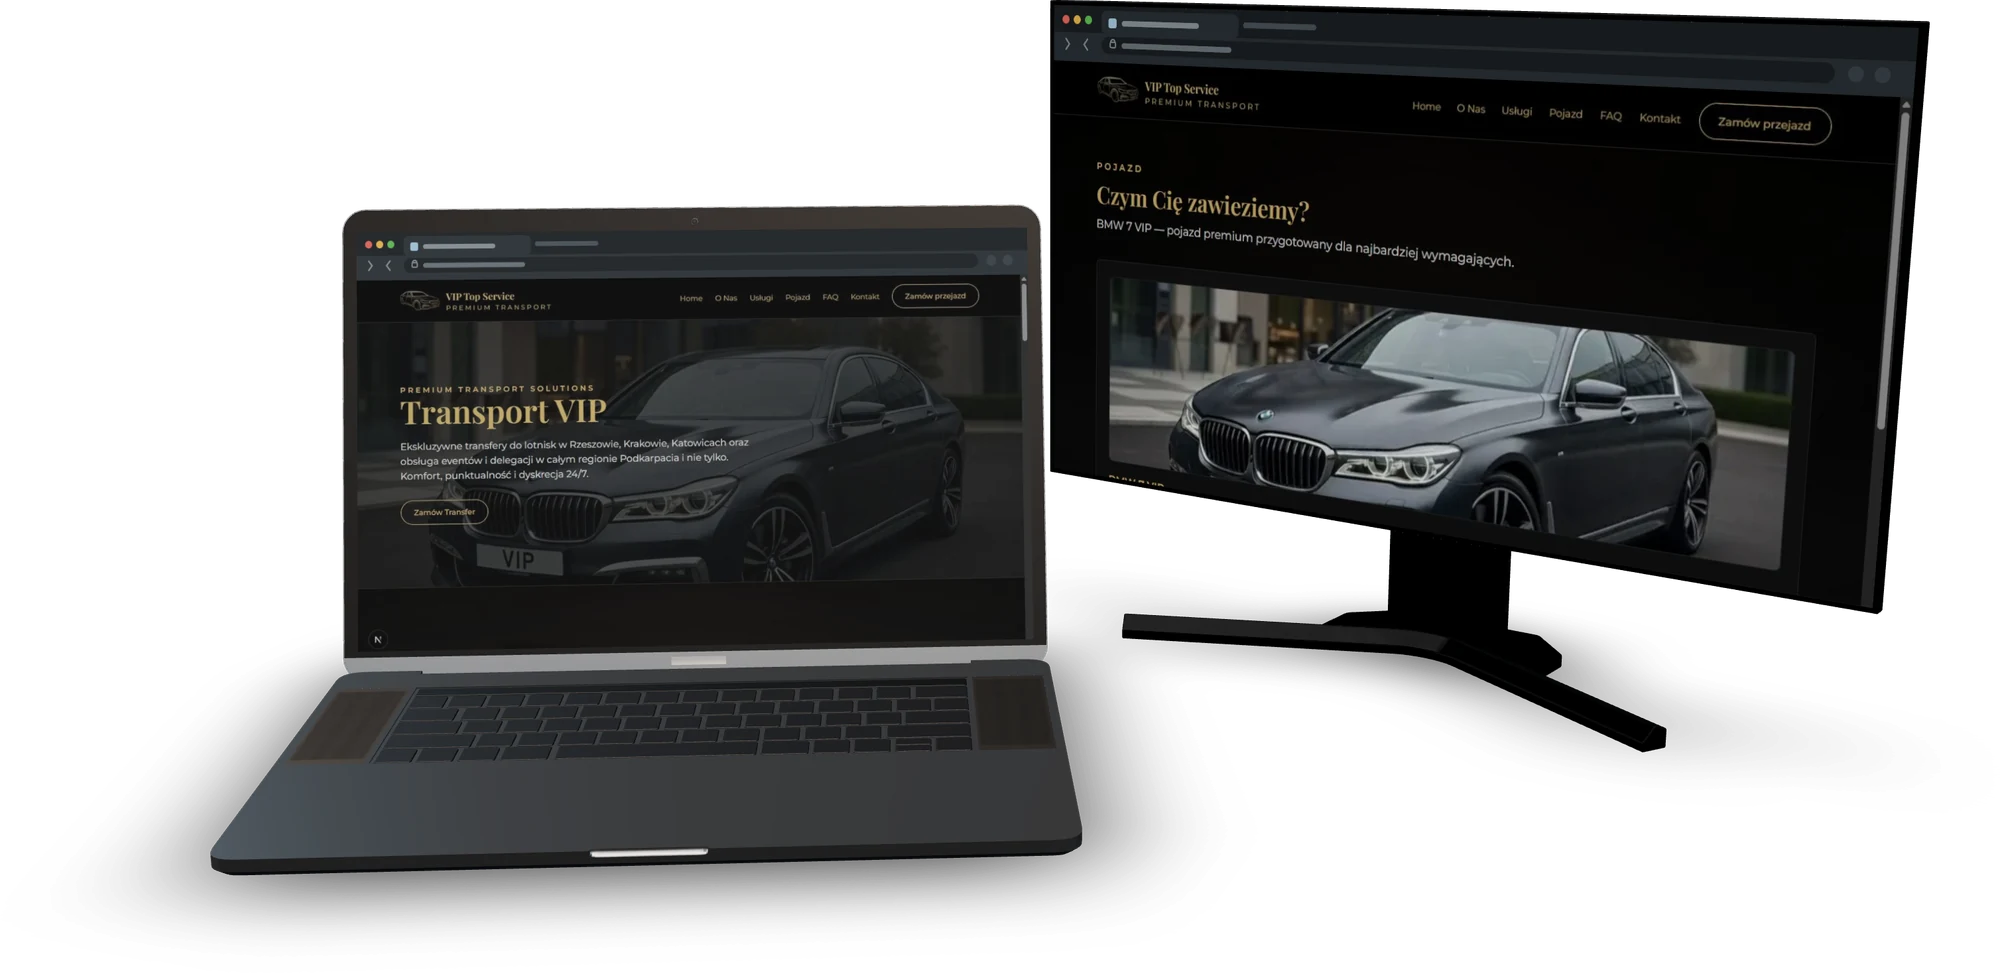 VIP Top Service
PREMIUM TRANSPORT
Home O Nas Usługi Pojazd FAQ Kontakt Zamów przejazd
PREMIUM TRANSPORT SOLUTIONS
Transport VIP
Ekskluzywne transfery do lotnisk w Rzeszowie, Krakowie, Katowicach oraz
obsługa eventów i delegacji w całym regionie Podkarpacia i nie tylko.
Komfort, punktualność i dyskrecja 24/7.
Zamów Transfer
VIP
N
VIP Top Service
PREMIUM TRANSPORT
Home O Nas Usługi Pojazd FAQ Kontakt Zamów przejazd
POJAZD
Czym Cię zawieziemy?
BMW 7 VIP — pojazd premium przygotowany dla najbardziej wymagających.